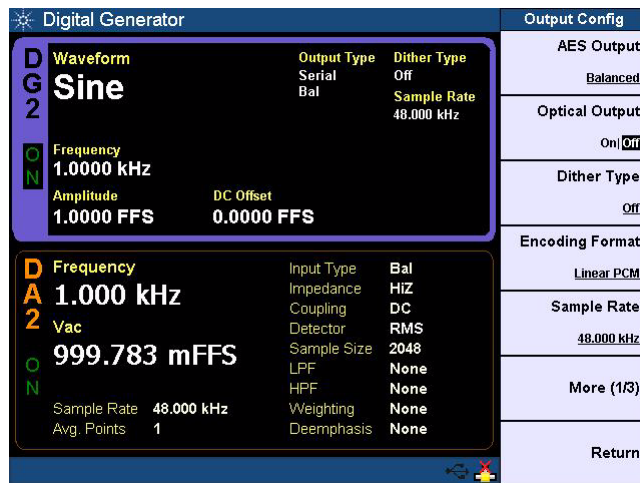 Digital Generator
DG2
ON
Waveform
Sine
Output Type
Serial
Bal
Dither Type
Off
Sample Rate
48.000 kHz
Frequency
1.0000 kHz
Amplitude
1.0000 FFS
DC Offset
0.0000 FFS
DA2
ON
Frequency
1.000 kHz
Vac
999.783 mFFS
Sample Rate 48.000 kHz
Avg. Points 1
Input Type Bal
Impedance HiZ
Coupling DC
Detector RMS
Sample Size 2048
LPF None
HPF None
Weighting None
Deemphasis None
Output Config
AES Output
Balanced
Optical Output
On|Off
Dither Type
Off
Encoding Format
Linear PCM
Sample Rate
48.000 kHz
More (1/3)
Return